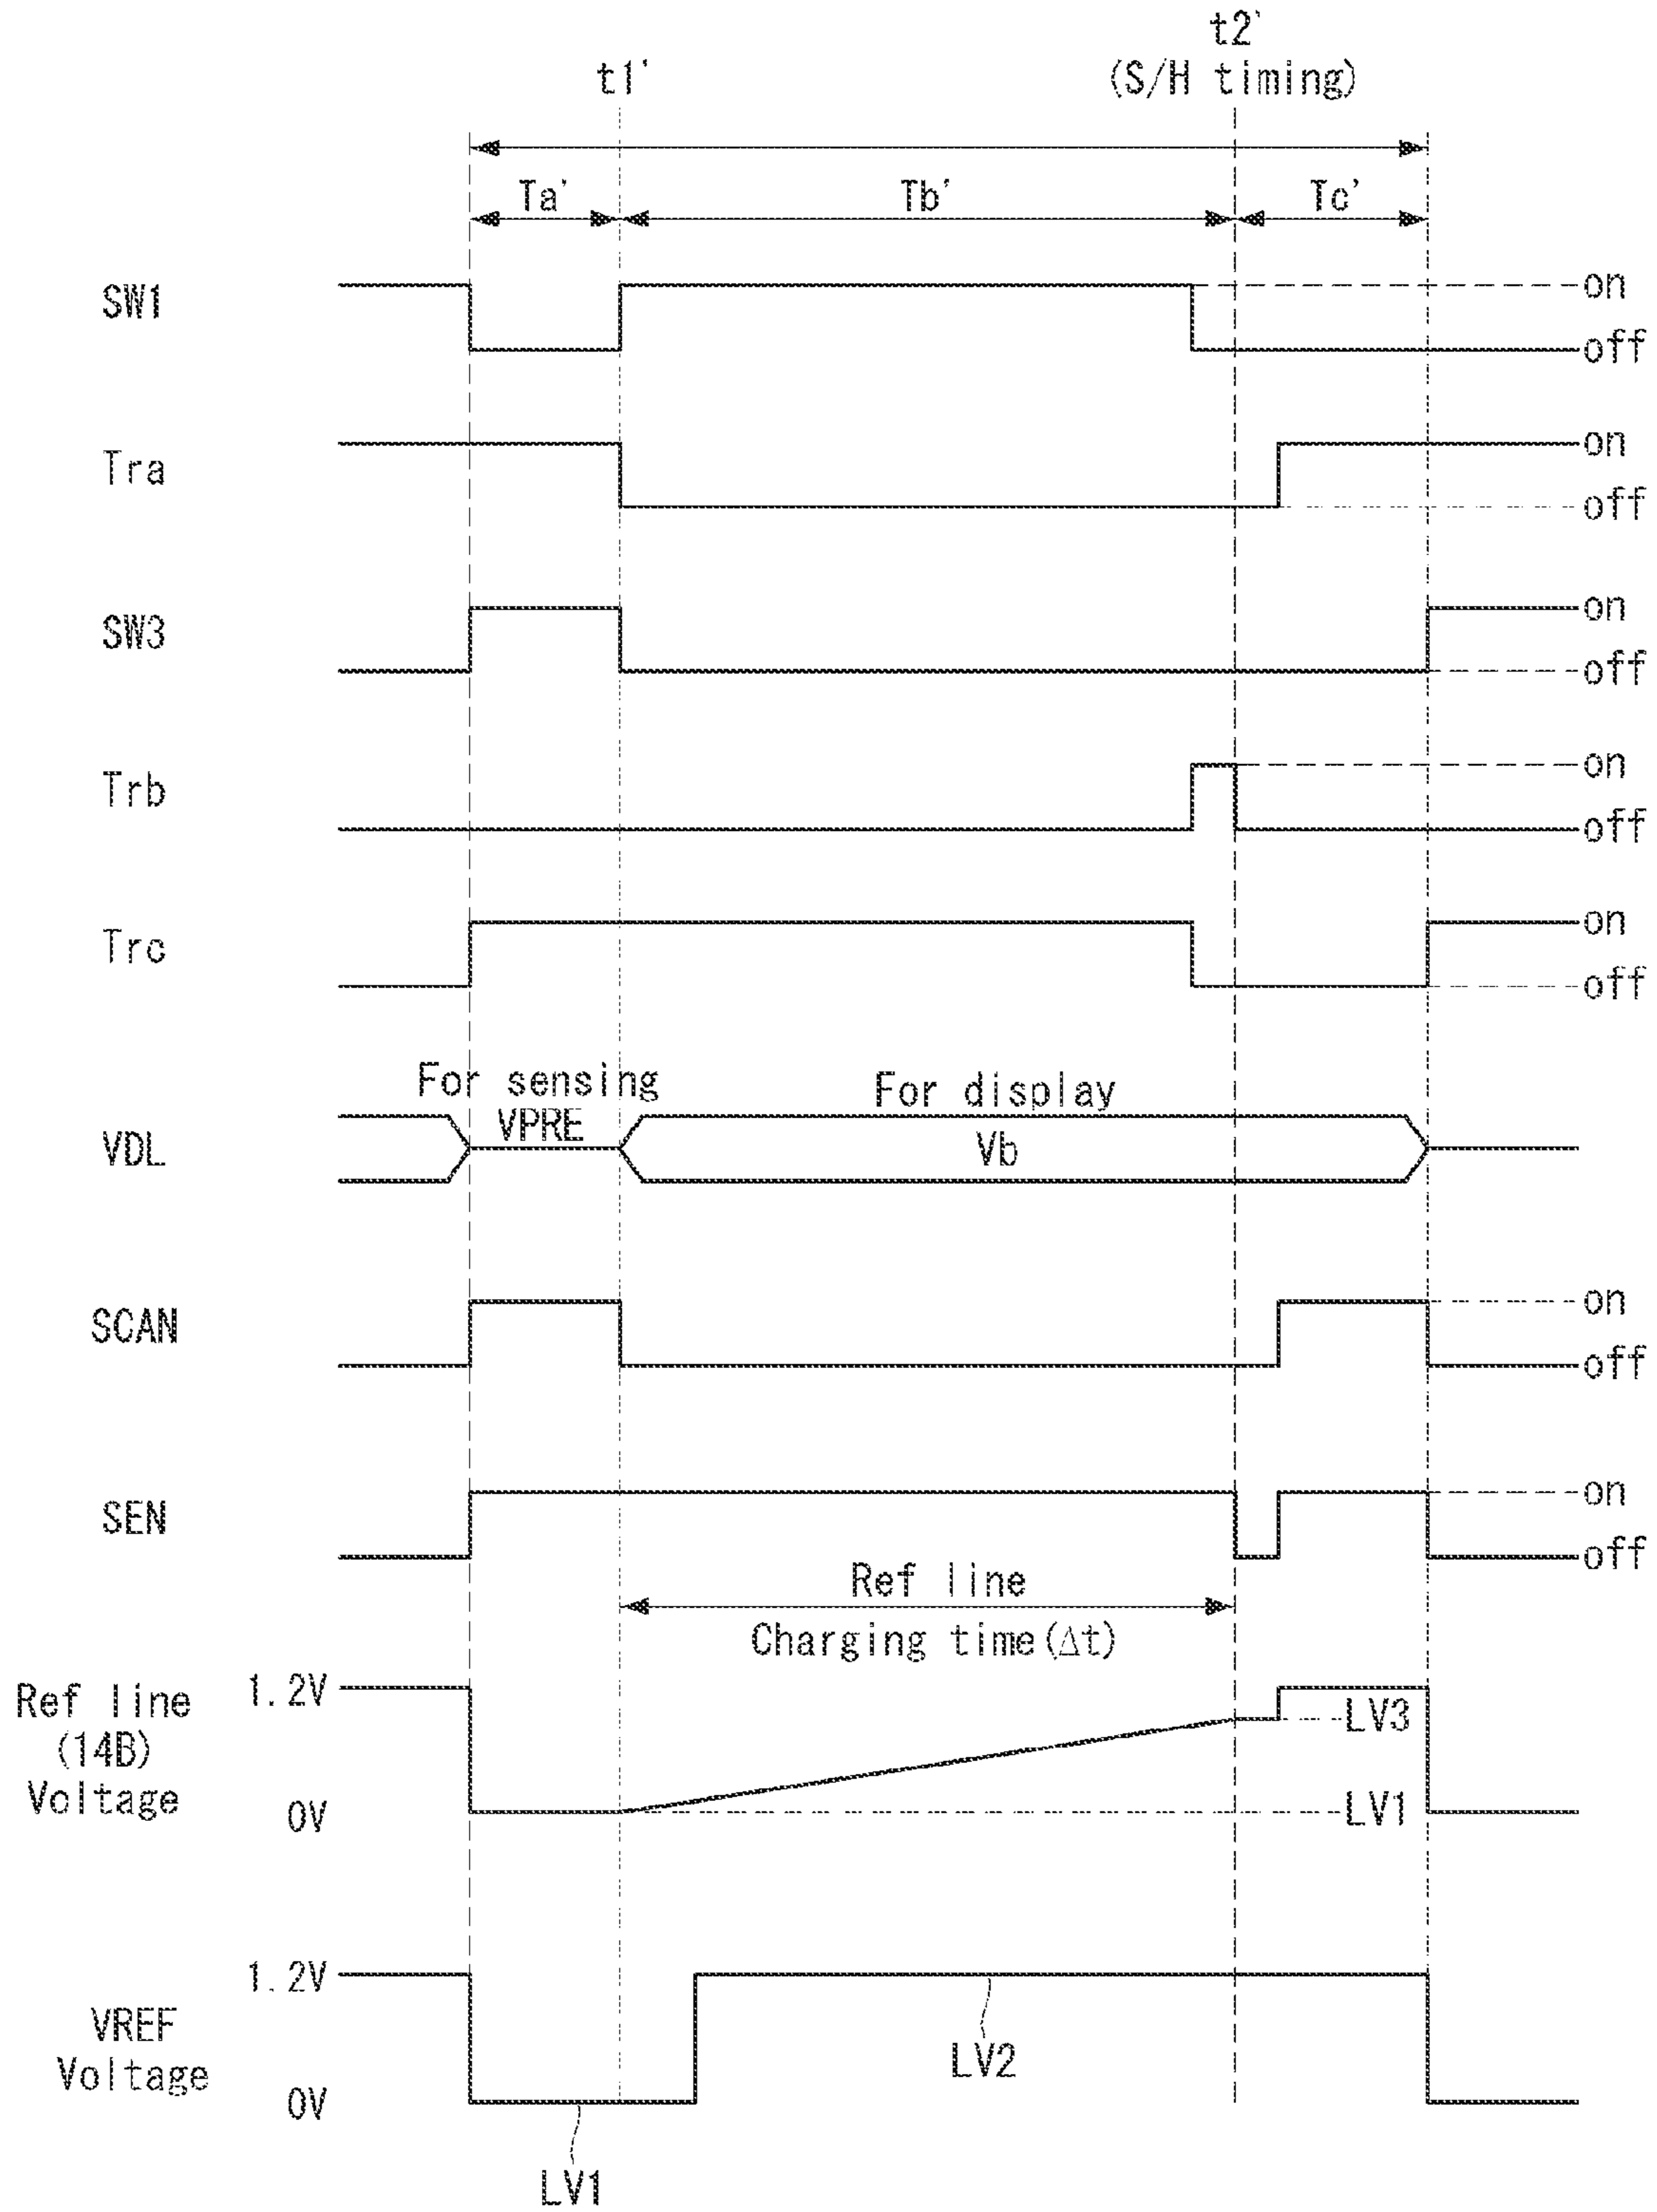 t2'
t1'
(S/H timing)
Ta'
Tb'
Tc'
SW1
on
off
Tra
on
off
SW3
on
off
Trb
on
off
Trc
on
off
For sensing
For display
VDL
VPRE
Vb
SCAN
on
off
SEN
on
off
Ref line
Charging time(Δt)
Ref line
(14B)
Voltage
1.2V
0V
LV3
LV1
VREF
Voltage
1.2V
0V
LV2
LV1